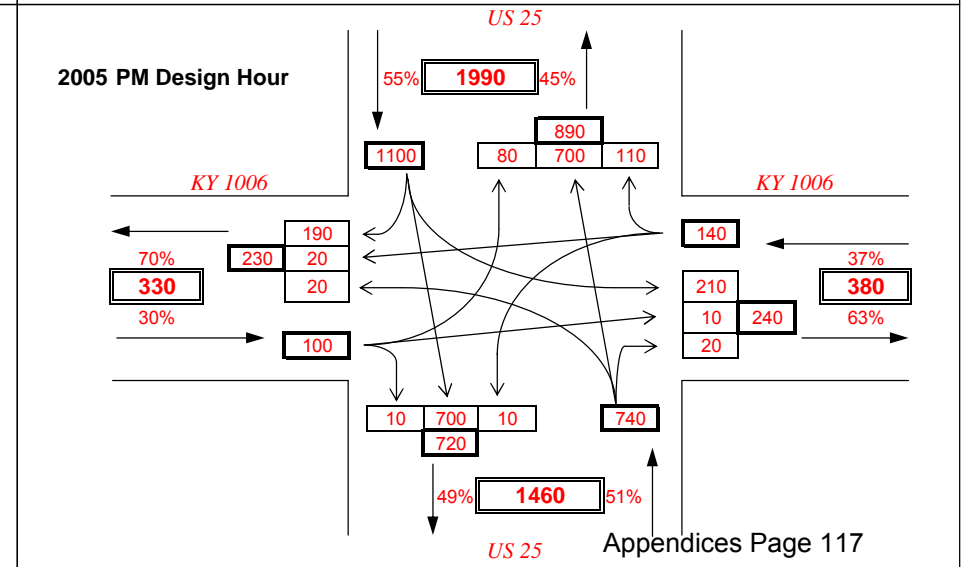 US 25
2005 PM Design Hour
55% 1990 45%
890
1100 80 700 110
KY 1006 KY 1006
190 140
70% 230 20 37%
330 20 210 380
30% 10 240 63%
100 20
10 700 10 740
720
49% 1460 51%
US 25 Appendices Page 117